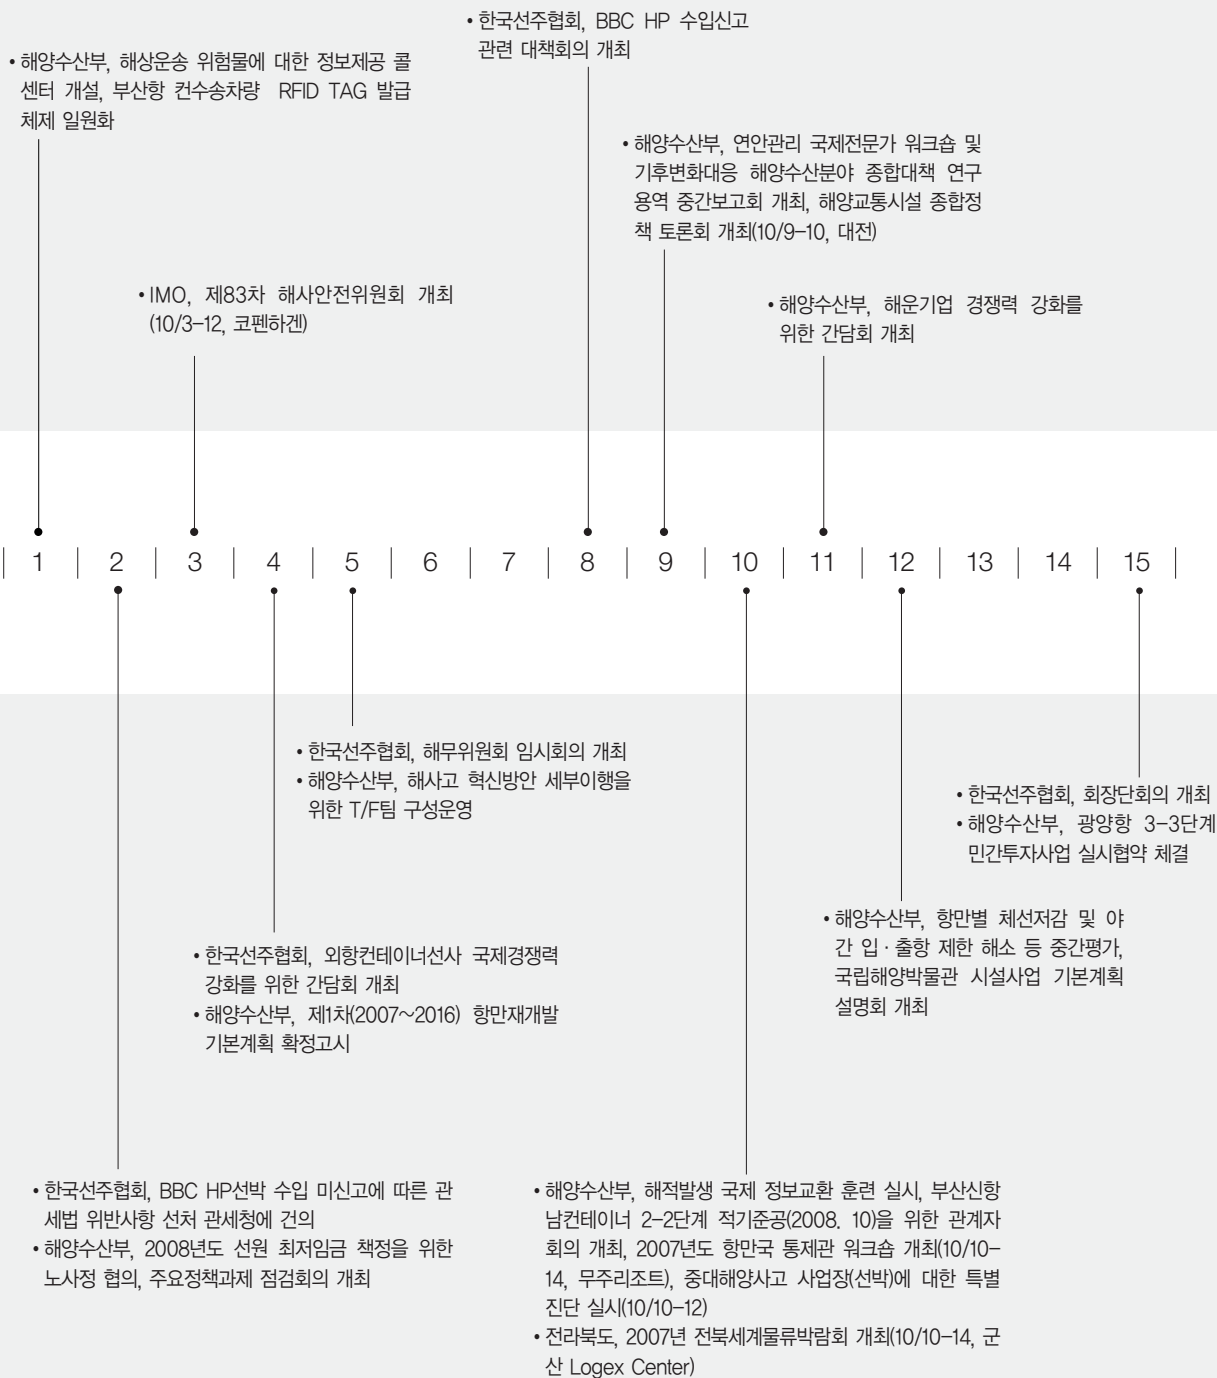 • 한국선주협회, BBC HP 수입신고
관련 대책회의 개최
• 해양수산부, 해상운송 위험물에 대한 정보제공 콜
센터 개설, 부산항 컨수송차량 RFID TAG 발급
체제 일원화
• 해양수산부, 연안관리 국제전문가 워크숍 및
기후변화대응 해양수산분야 종합대책 연구
용역 중간보고회 개최, 해양교통시설 종합정
책 토론회 개최(10/9-10, 대전)
• IMO, 제83차 해사안전위원회 개최
(10/3-12, 코펜하겐)
• 해양수산부, 해운기업 경쟁력 강화를
위한 간담회 개최
1 2 3 4 5 6 7 8 9 10 11 12 13 14 15
• 한국선주협회, 해무위원회 임시회의 개최
• 해양수산부, 해사고 혁신방안 세부이행을
위한 T/F팀 구성운영
• 한국선주협회, 회장단회의 개최
• 해양수산부, 광양항 3-3단계
민간투자사업 실시협약 체결
• 해양수산부, 항만별 체선저감 및 야
간 입·출항 제한 해소 등 중간평가,
국립해양박물관 시설사업 기본계획
설명회 개최
• 한국선주협회, 외항컨테이너선사 국제경쟁력
강화를 위한 간담회 개최
• 해양수산부, 제1차(2007~2016) 항만재개발
기본계획 확정고시
• 한국선주협회, BBC HP선박 수입 미신고에 따른 관
세법 위반사항 선처 관세청에 건의
• 해양수산부, 2008년도 선원 최저임금 책정을 위한
노사정 협의, 주요정책과제 점검회의 개최
• 해양수산부, 해적발생 국제 정보교환 훈련 실시, 부산신항
남컨테이너 2-2단계 적기준공(2008. 10)을 위한 관계자
회의 개최, 2007년도 항만국 통제관 워크숍 개최(10/10-
14, 무주리조트), 중대해양사고 사업장(선박)에 대한 특별
진단 실시(10/10-12)
• 전라북도, 2007년 전북세계물류박람회 개최(10/10-14, 군
산 Logex Center)